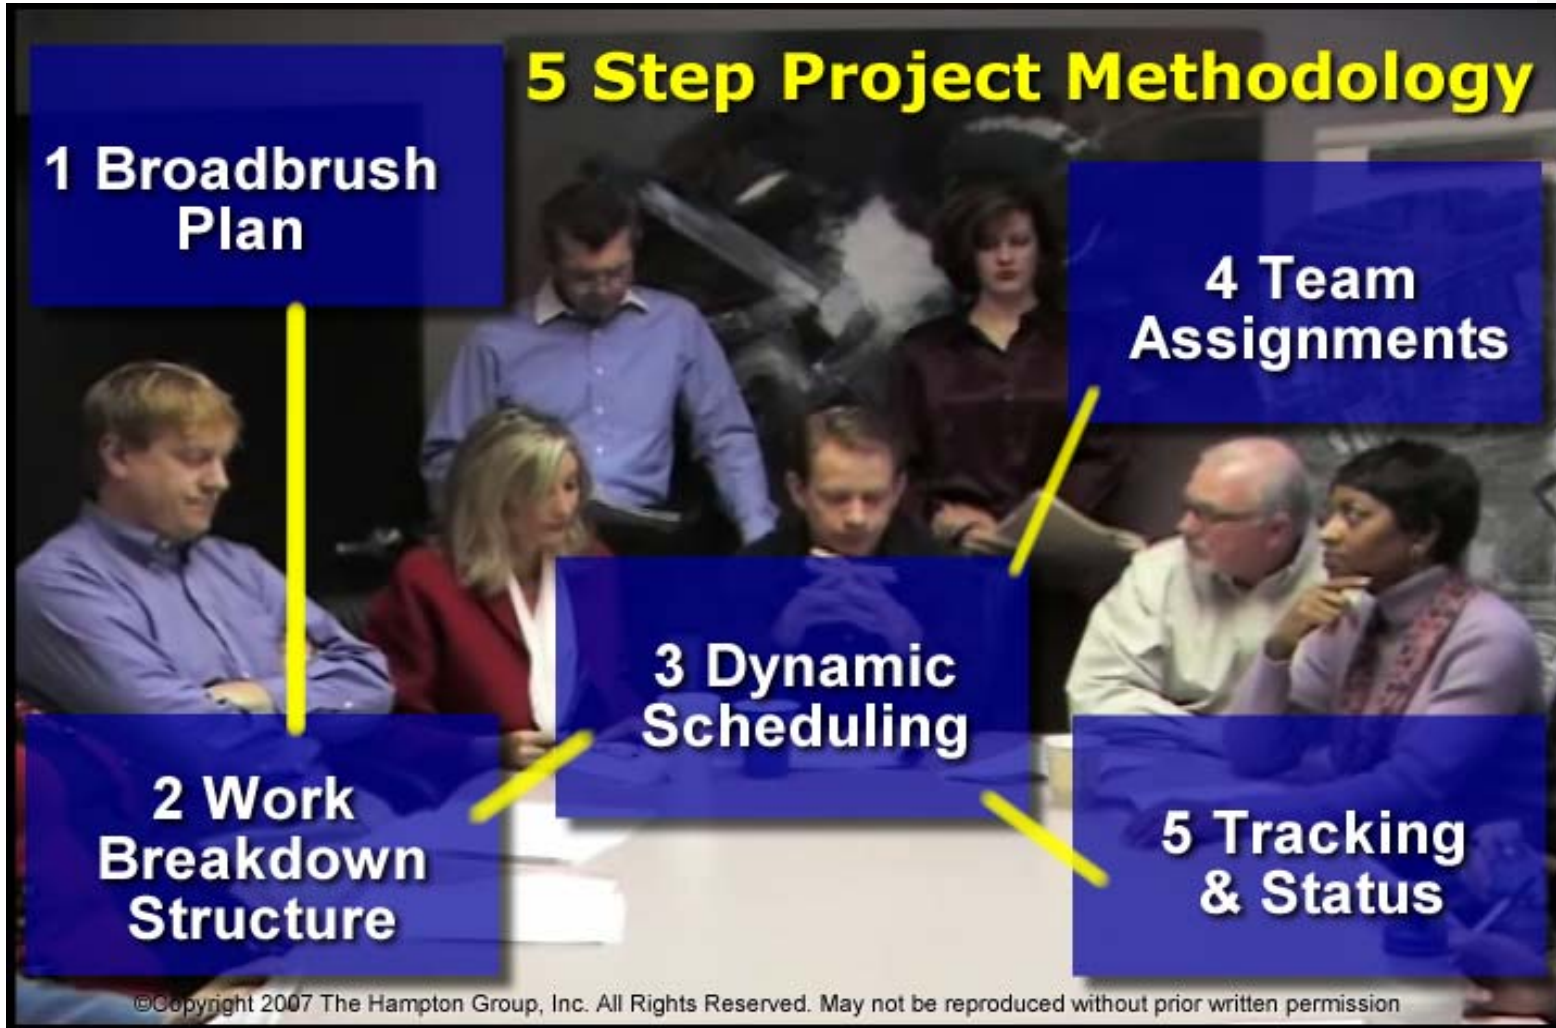 5 Step Project Methodology
1 Broadbrush
Plan
2 Work
Breakdown
Structure
3 Dynamic
Scheduling
4 Team
Assignments
5 Tracking
& Status
©Copyright 2007 The Hampton Group, Inc. All Rights Reserved. May not be reproduced without prior written permission